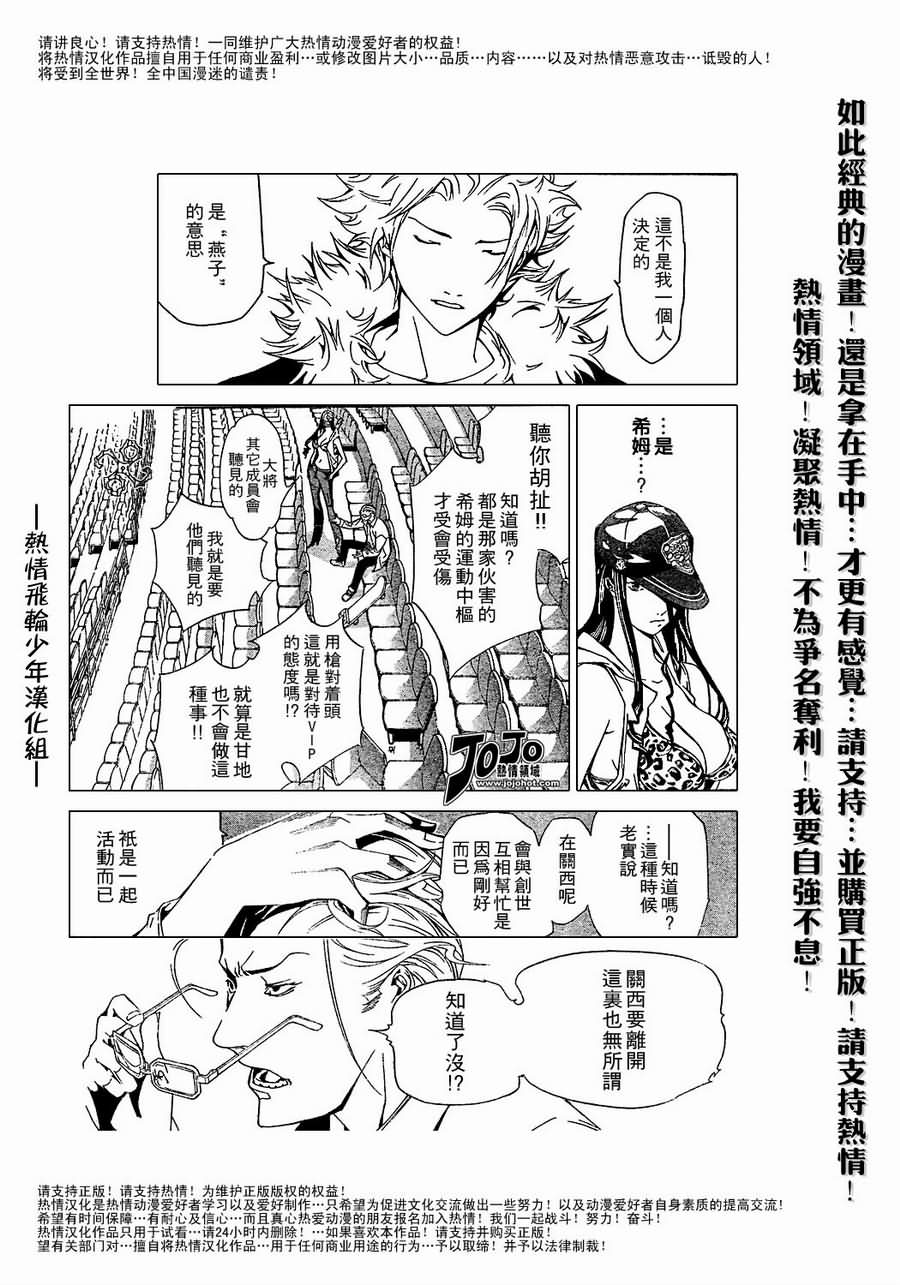 请讲良心！请支持热情！一同维护广大热情动漫爱好者的权益！
将热情汉化作品擅自用于任何商业盈利…或修改图片大小…品质…内容……以及对热情恶意攻击…诋毁的人！
将受到全世界！全中国漫迷的谴责！
如此經典的漫畫！還是拿在手中…才更有感覺…請支持…並購買正版！請支持熱情！
熱情領域！凝聚熱情！不為爭名奪利！我要自強不息！
這不是我一個人
決定的
是“燕子”
的意思
…是
希姆…？
聽你胡扯!!
知道嗎？
都是那家伙害的
希姆的運動中樞
才受會受傷
大將
其它成員會
聽見的
我就是要
他們聽見的
用槍對着頭
這就是對待VIP
的態度嗎!?
就算是甘地
也不會做這
種事!!
JOJO
熱情領域
www.jojohot.com
—熱情飛輪少年漢化組—
——知道嗎？
…這種時候
老實說
在關西呢
會與創世
互相幫忙是
因爲剛好
而已
祇是一起
活動而已
關西要離開
這裏也無所謂
知道了沒!?
请支持正版！请支持热情！为维护正版版权的权益！
热情汉化是热情动漫爱好者学习以及爱好制作…只希望为促进文化交流做出一些努力！以及动漫爱好者自身素质的提高交流！
希望有时间保障…有耐心及信心…而且真心热爱动漫的朋友报名加入热情！我们一起战斗！努力！奋斗！
热情汉化作品只用于试看…请24小时内删除！…如果喜欢本作品！请支持并购买正版！
望有关部门对…擅自将热情汉化作品…用于任何商业用途的行为…予以取缔！并予以法律制裁！